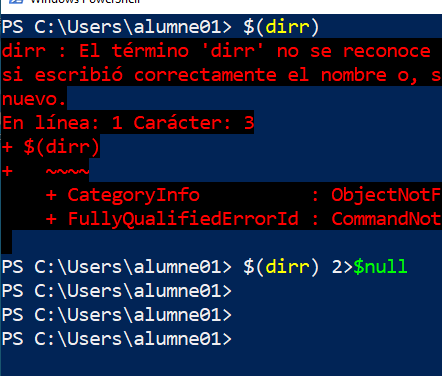 Windows PowerShell
PS C:\Users\alumne01> $(dirr)
dirr : El término 'dirr' no se reconoce
si escribió correctamente el nombre o, s
nuevo.
En línea: 1 Carácter: 3
+ $(dirr)
+   ~~~~
    + CategoryInfo          : ObjectNotF
    + FullyQualifiedErrorId : CommandNot
PS C:\Users\alumne01> $(dirr) 2>$null
PS C:\Users\alumne01>
PS C:\Users\alumne01>
PS C:\Users\alumne01>